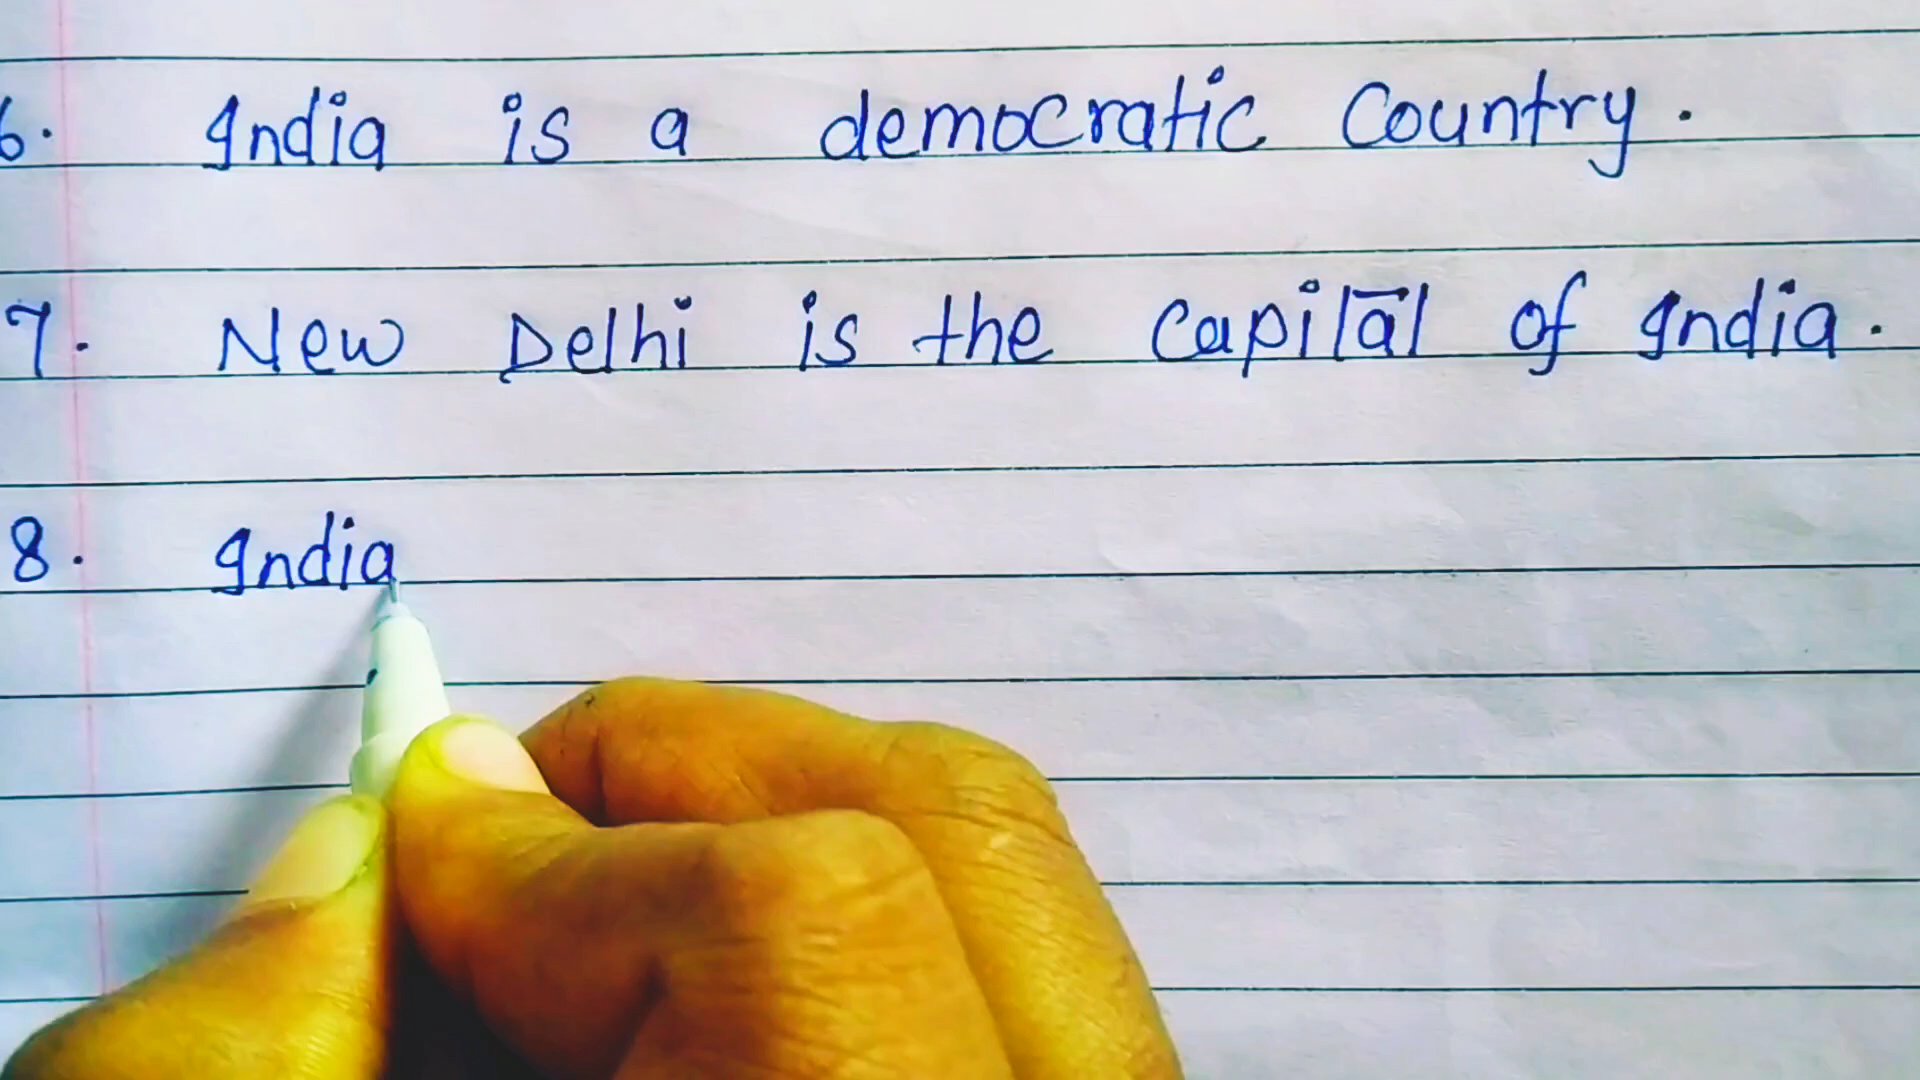 6. India is a democratic Country.
7. New Delhi is the Capital of India.
8. India